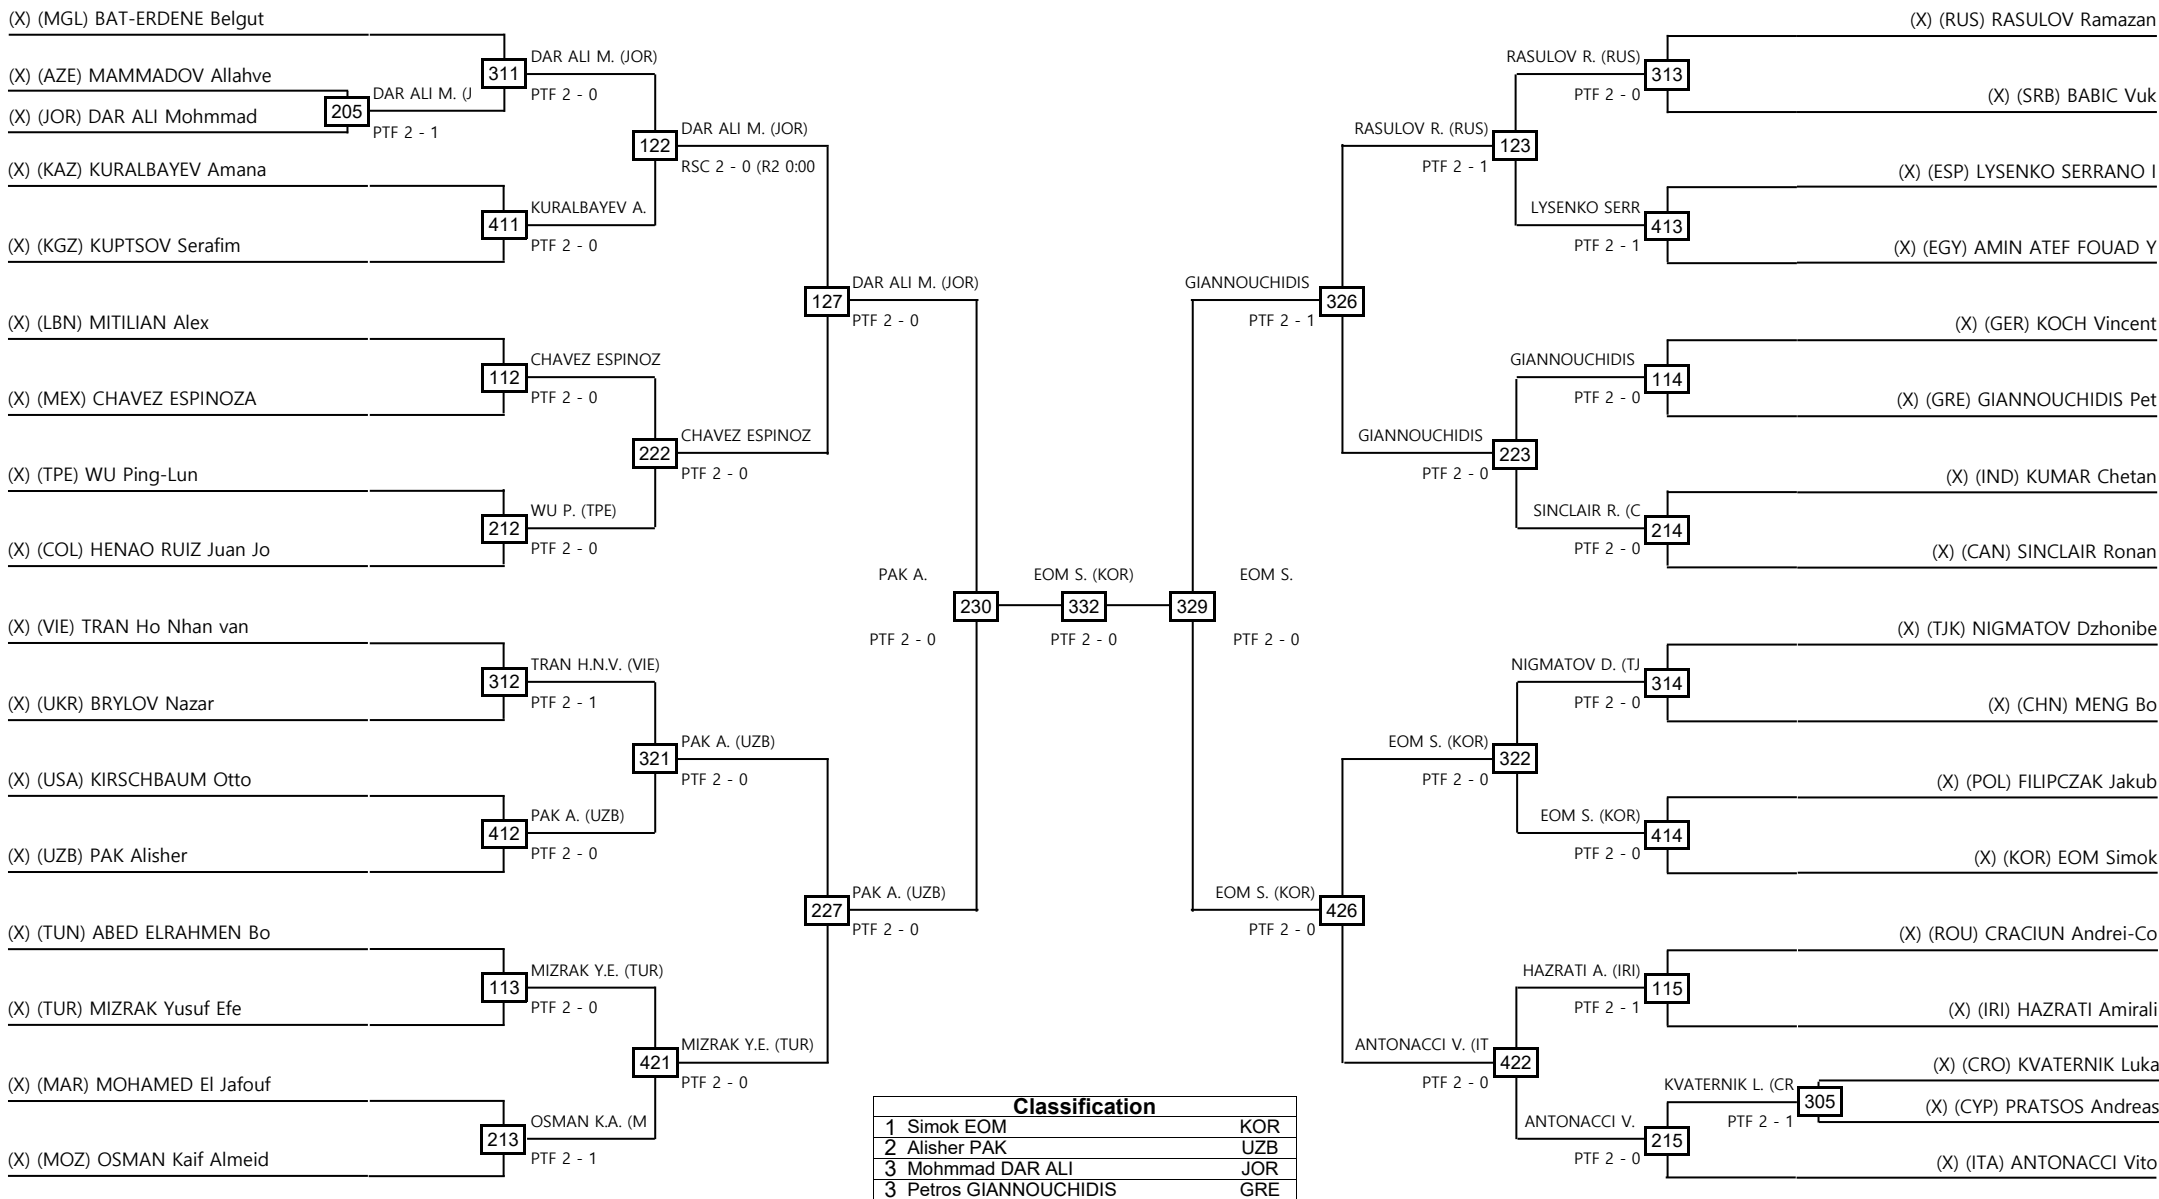 (X) (MGL) BAT-ERDENE Belgut
(X) (AZE) MAMMADOV Allahve
(X) (JOR) DAR ALI Mohmmad
205
DAR ALI M. (J
PTF 2 - 1
311
DAR ALI M. (JOR)
PTF 2 - 0
(X) (KAZ) KURALBAYEV Amana
(X) (KGZ) KUPTSOV Serafim
411
KURALBAYEV A.
PTF 2 - 0
122
DAR ALI M. (JOR)
RSC 2 - 0 (R2 0:00
(X) (LBN) MITILIAN Alex
(X) (MEX) CHAVEZ ESPINOZA
112
CHAVEZ ESPINOZ
PTF 2 - 0
(X) (TPE) WU Ping-Lun
(X) (COL) HENAO RUIZ Juan Jo
212
WU P. (TPE)
PTF 2 - 0
222
CHAVEZ ESPINOZ
PTF 2 - 0
127
DAR ALI M. (JOR)
PTF 2 - 0
(X) (VIE) TRAN Ho Nhan van
(X) (UKR) BRYLOV Nazar
312
TRAN H.N.V. (VIE)
PTF 2 - 1
(X) (USA) KIRSCHBAUM Otto
(X) (UZB) PAK Alisher
412
PAK A. (UZB)
PTF 2 - 0
321
PAK A. (UZB)
PTF 2 - 0
(X) (TUN) ABED ELRAHMEN Bo
(X) (TUR) MIZRAK Yusuf Efe
113
MIZRAK Y.E. (TUR)
PTF 2 - 0
(X) (MAR) MOHAMED El Jafouf
(X) (MOZ) OSMAN Kaif Almeid
213
OSMAN K.A. (M
PTF 2 - 1
421
MIZRAK Y.E. (TUR)
PTF 2 - 0
227
PAK A. (UZB)
PTF 2 - 0
PAK A.
230
PTF 2 - 0
EOM S. (KOR)
332
PTF 2 - 0
EOM S.
329
PTF 2 - 0
(X) (RUS) RASULOV Ramazan
(X) (SRB) BABIC Vuk
RASULOV R. (RUS)
313
PTF 2 - 0
(X) (ESP) LYSENKO SERRANO I
(X) (EGY) AMIN ATEF FOUAD Y
LYSENKO SERR
413
PTF 2 - 1
RASULOV R. (RUS)
123
PTF 2 - 1
(X) (GER) KOCH Vincent
(X) (GRE) GIANNOUCHIDIS Pet
GIANNOUCHIDIS
114
PTF 2 - 0
(X) (IND) KUMAR Chetan
(X) (CAN) SINCLAIR Ronan
SINCLAIR R. (C
214
PTF 2 - 0
GIANNOUCHIDIS
223
PTF 2 - 0
GIANNOUCHIDIS
326
PTF 2 - 1
(X) (TJK) NIGMATOV Dzhonibe
(X) (CHN) MENG Bo
NIGMATOV D. (TJ
314
PTF 2 - 0
(X) (POL) FILIPCZAK Jakub
(X) (KOR) EOM Simok
EOM S. (KOR)
414
PTF 2 - 0
EOM S. (KOR)
322
PTF 2 - 0
(X) (ROU) CRACIUN Andrei-Co
(X) (IRI) HAZRATI Amirali
HAZRATI A. (IRI)
115
PTF 2 - 1
(X) (CRO) KVATERNIK Luka
(X) (CYP) PRATSOS Andreas
KVATERNIK L. (CR
305
PTF 2 - 1
(X) (ITA) ANTONACCI Vito
ANTONACCI V.
215
PTF 2 - 0
ANTONACCI V. (IT
422
PTF 2 - 0
EOM S. (KOR)
426
PTF 2 - 0
Classification
1 Simok EOM KOR
2 Alisher PAK UZB
3 Mohmmad DAR ALI JOR
3 Petros GIANNOUCHIDIS GRE